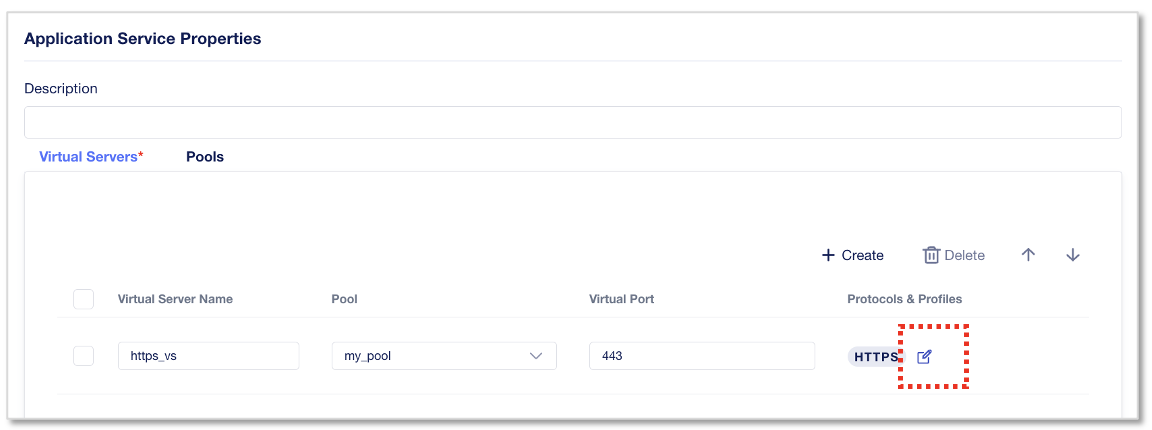 Application Service Properties
Description
Virtual Servers* Pools
Create Delete
Virtual Server Name Pool Virtual Port Protocols & Profiles
https_vs my_pool 443 HTTPS